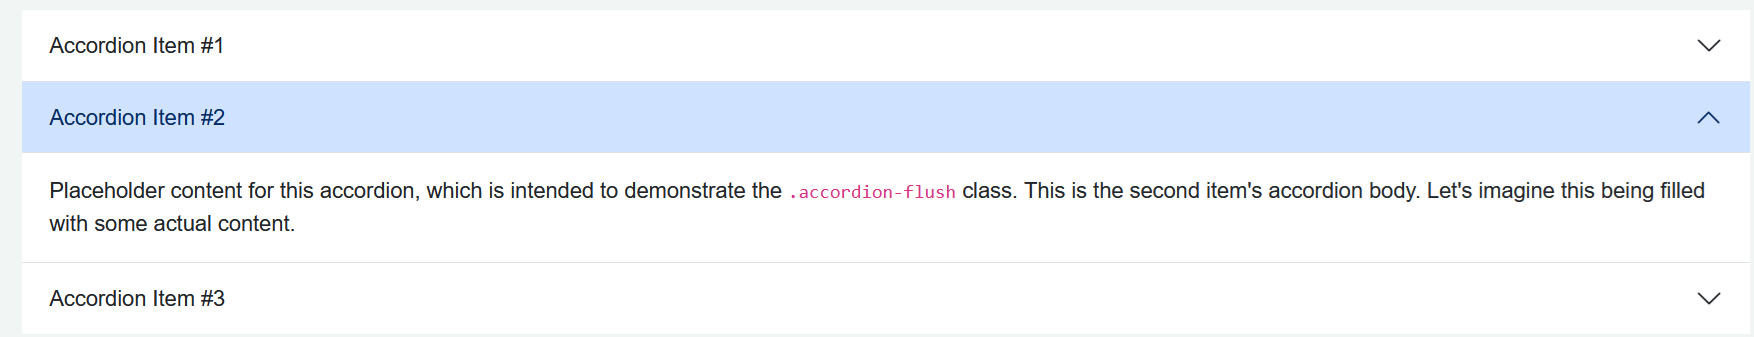 Accordion Item #1
Accordion Item #2
Placeholder content for this accordion, which is intended to demonstrate the .accordion-flush class. This is the second item's accordion body. Let's imagine this being filled
with some actual content.
Accordion Item #3